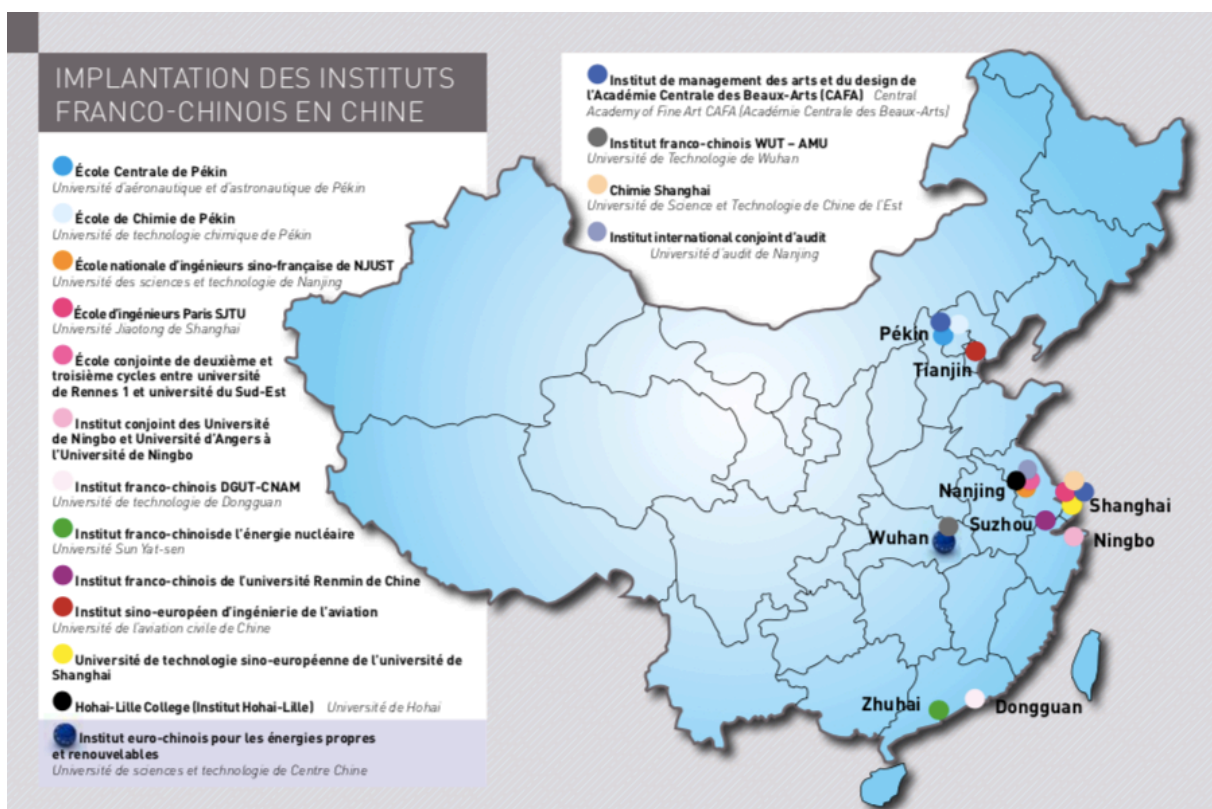 IMPLANTATION DES INSTITUTS
FRANCO-CHINOIS EN CHINE
École Centrale de Pékin
Université d'aéronautique et d'astronautique de Pékin
École de Chimie de Pékin
Université de technologie chimique de Pékin
École nationale d'ingénieurs sino-française de NJUST
Université des sciences et technologie de Nanjing
École d'ingénieurs Paris SJTU
Université Jiaotong de Shanghai
École conjointe de deuxième et
troisième cycles entre université
de Rennes 1 et université du Sud-Est
Institut conjoint des Université
de Ningbo et Université d'Angers à
l'Université de Ningbo
Institut franco-chinois DGUT-CNAM
Université de technologie de Dongguan
Institut franco-chinoisde l'énergie nucléaire
Université Sun Yat-sen
Institut franco-chinois de l'université Renmin de Chine
Institut sino-européen d'ingénierie de l'aviation
Université de l'aviation civile de Chine
Université de technologie sino-européenne de l'université de
Shanghai
Hohai-Lille College (Institut Hohai-Lille) Université de Hohai
Institut euro-chinois pour les énergies propres
et renouvelables
Université de sciences et technologie de Centre Chine
Institut de management des arts et du design de
l'Académie Centrale des Beaux-Arts (CAFA) Central
Academy of Fine Art CAFA (Académie Centrale des Beaux-Arts)
Institut franco-chinois WUT – AMU
Université de Technologie de Wuhan
Chimie Shanghai
Université de Science et Technologie de Chine de l'Est
Institut international conjoint d'audit
Université d'audit de Nanjing
Pékin
Tianjin
Nanjing
Shanghai
Suzhou
Wuhan
Ningbo
Zhuhai
Dongguan